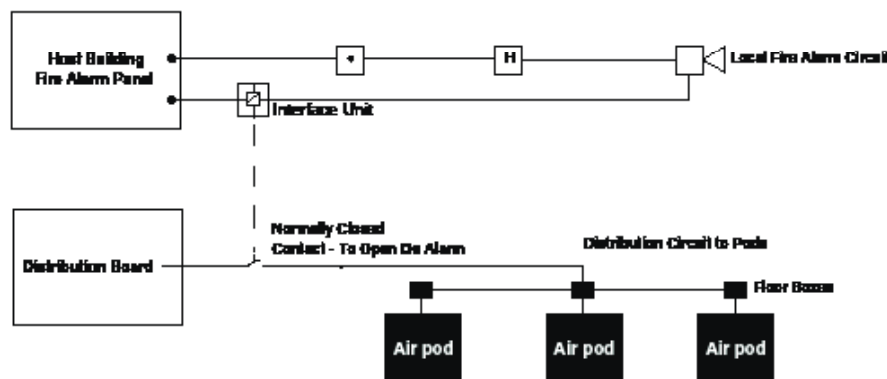 Host Building
Fire Alarm Panel
H
Local Fire Alarm Circuit
Interface Unit
Normally Closed
Contact - To Open On Alarm
Distribution Board
Distribution Circuit to Pods
Floor Boxes
Air pod
Air pod
Air pod